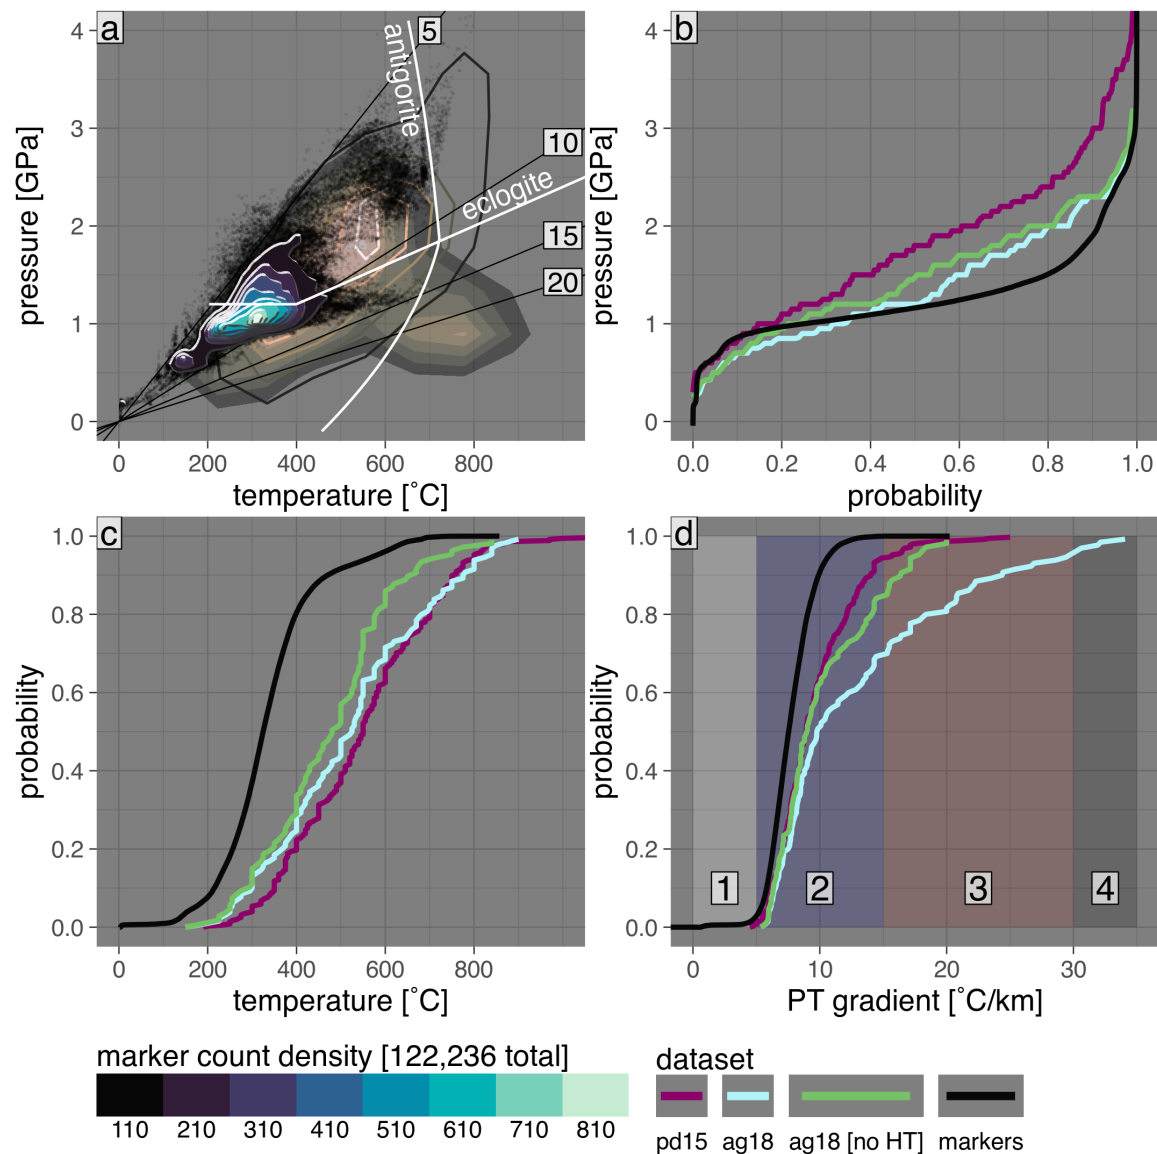 a
5
antigorite
10
eclogite
15
20
4
3
2
1
0
pressure [GPa]
0 200 400 600 800
temperature [˚C]
b
4
3
2
1
0
pressure [GPa]
0.0 0.2 0.4 0.6 0.8 1.0
probability
c
1.0
0.8
0.6
0.4
0.2
0.0
probability
0 200 400 600 800
temperature [˚C]
d
1.0
0.8
0.6
0.4
0.2
0.0
probability
1 2 3 4
0 10 20 30
PT gradient [˚C/km]
marker count density [122,236 total]
110 210 310 410 510 610 710 810
dataset
pd15 ag18 ag18 [no HT] markers